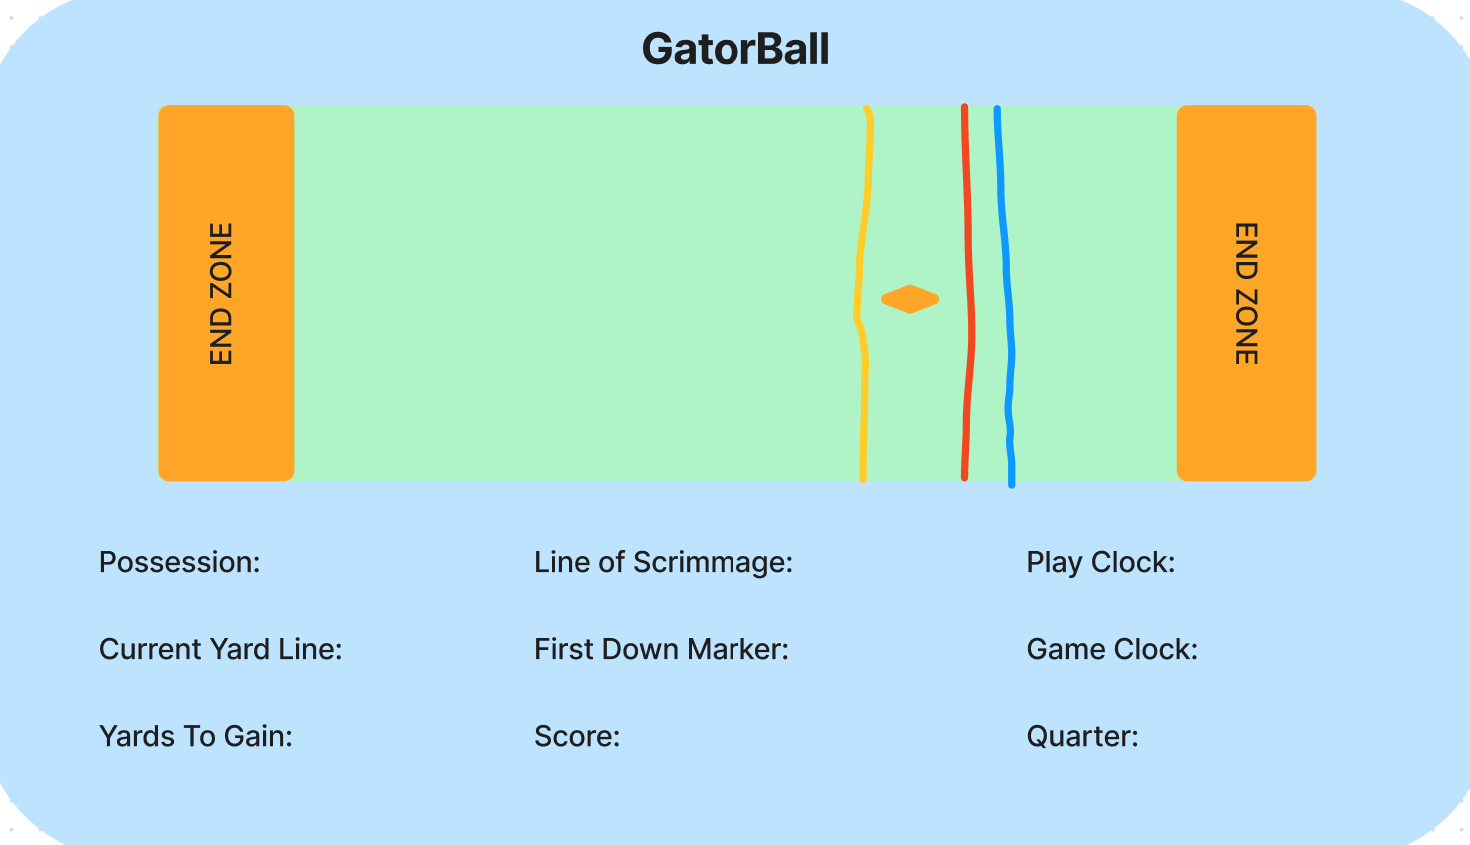 GatorBall
END ZONE
END ZONE
Possession:
Line of Scrimmage:
Play Clock:
Current Yard Line:
First Down Marker:
Game Clock:
Yards To Gain:
Score:
Quarter: